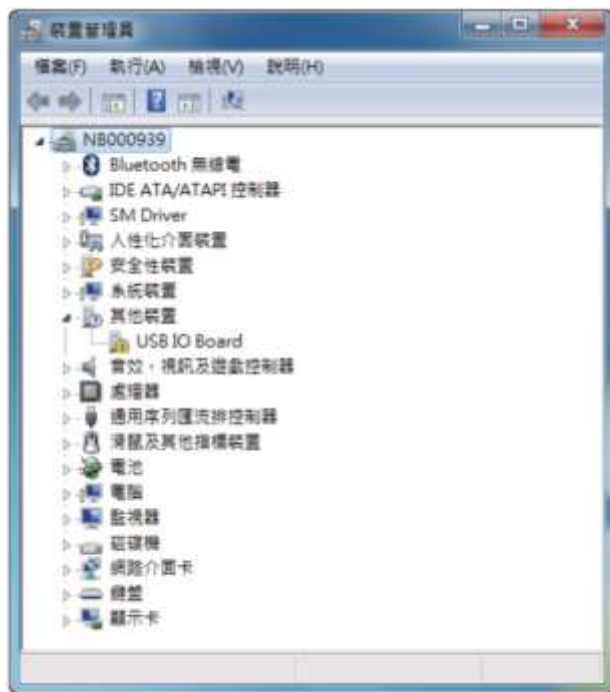 裝置管理員
檔案(F) 執行(A) 檢視(V) 說明(H)
NB000939
Bluetooth 無線電
IDE ATA/ATAPI 控制器
SM Driver
人性化介面裝置
安全性裝置
系統裝置
其他裝置
USB IO Board
音效，視訊及遊戲控制器
處理器
通用序列匯流排控制器
滑鼠及其他指標裝置
電池
電腦
監視器
磁碟機
網路介面卡
鍵盤
顯示卡